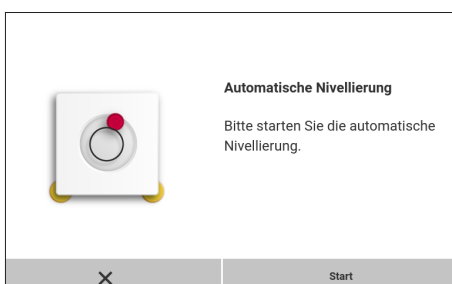 Automatische Nivellierung
Bitte starten Sie die automatische
Nivellierung.
Start